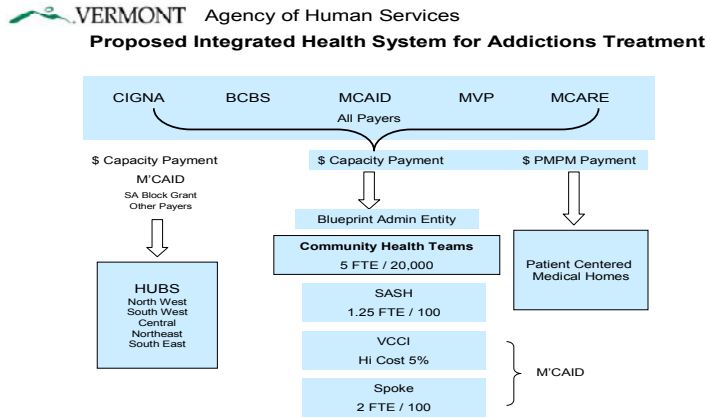 VERMONT Agency of Human Services
Proposed Integrated Health System for Addictions Treatment
CIGNA BCBS MCAID MVP MCARE
All Payers
$ Capacity Payment
M'CAID
SA Block Grant
Other Payers
HUBS
North West
South West
Central
Northeast
South East
$ Capacity Payment
Blueprint Admin Entity
Community Health Teams
5 FTE / 20,000
SASH
1.25 FTE / 100
VCCI
Hi Cost 5%
Spoke
2 FTE / 100
M'CAID
$ PMPM Payment
Patient Centered
Medical Homes